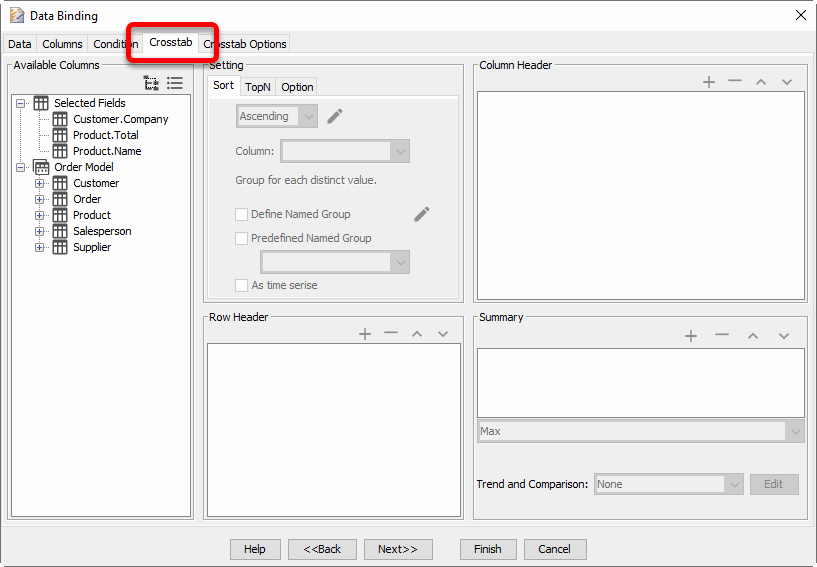 Data Binding
Data Columns Condition Crosstab Crosstab Options
Available Columns
Selected Fields
Customer.Company
Product.Total
Product.Name
Order Model
Customer
Order
Product
Salesperson
Supplier
Setting
Sort TopN Option
Ascending
Column:
Group for each distinct value.
Define Named Group
Predefined Named Group
As time serise
Column Header
Row Header
Summary
Max
Trend and Comparison: None Edit
Help <<Back Next>> Finish Cancel